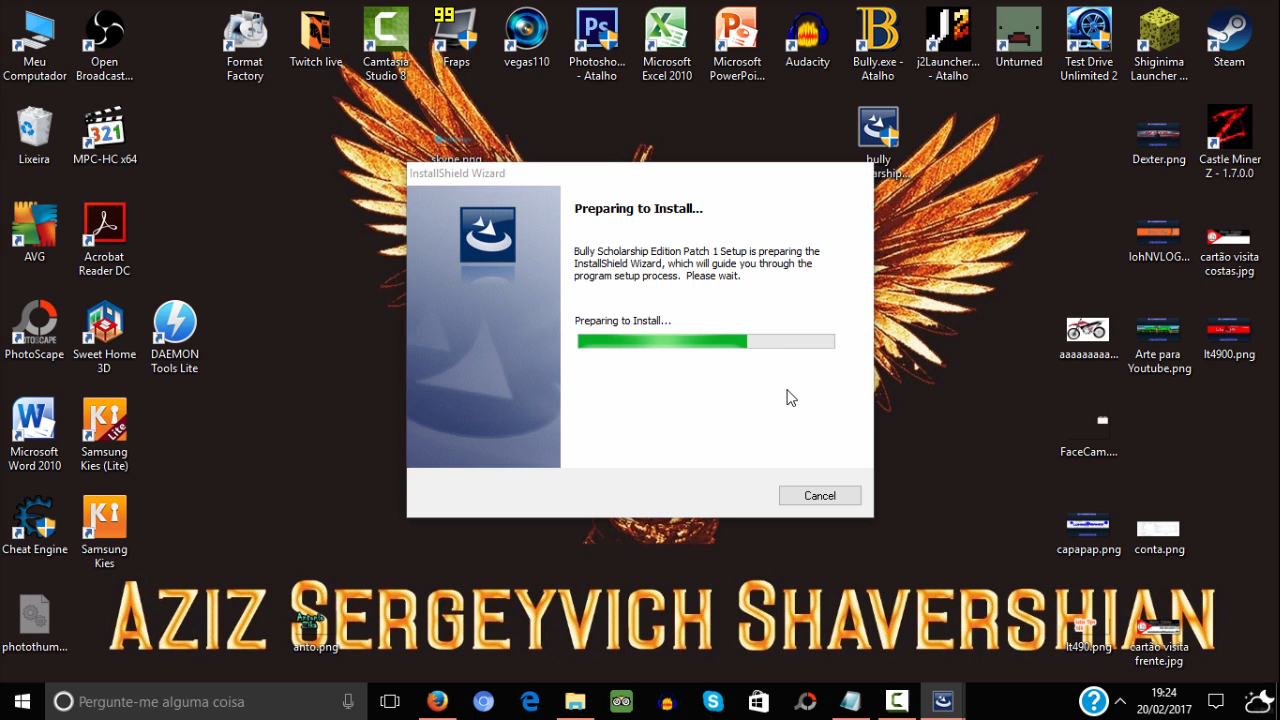 99
Meu
Computador
Open
Broadcast...
Format
Factory
Twitch live
Camtasia
Studio 8
Fraps
vegas110
Photosho...
- Atalho
Microsoft
Excel 2010
Microsoft
PowerPoi...
Audacity
Bully.exe -
Atalho
j2Launcher...
- Atalho
Unturned
Test Drive
Unlimited 2
Shiginima
Launcher ...
Steam
Lixeira
321
MPC-HC x64
skype.png
bully
Dexter.png
Castle Miner
Z - 1.7.0.0
AVG
Acrobat
Reader DC
lohNVLOG...
cartão visita
costas.jpg
PhotoScape
Sweet Home
3D
DAEMON
Tools Lite
aaaaaaaaa...
Arte para
Youtube.png
lt4900.png
Microsoft
Word 2010
Samsung
Kies (Lite)
FaceCam....
Cheat Engine
Samsung
Kies
capapap.png
conta.png
photothum...
anto.png
lt490.png
cartão visita
frente.jpg
InstallShield Wizard
Preparing to Install...
Bully Scholarship Edition Patch 1 Setup is preparing the
InstallShield Wizard, which will guide you through the
program setup process. Please wait.
Preparing to Install...
Cancel
Aziz Sergeyvich Shavershian
Pergunte-me alguma coisa
19:24
20/02/2017